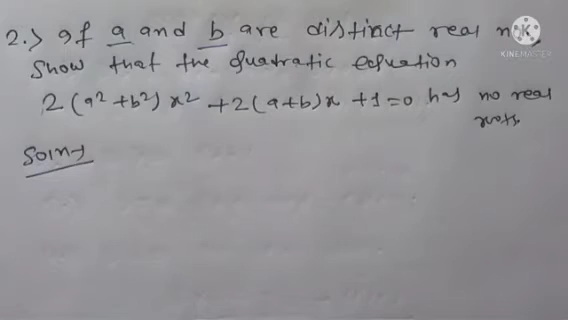 2.) If a and b are distinct real
Show that the Quadratic equation
2(a²+b²)x² +2(a+b)x +1=0 has no real
roots
Soln→
KINEMASTER